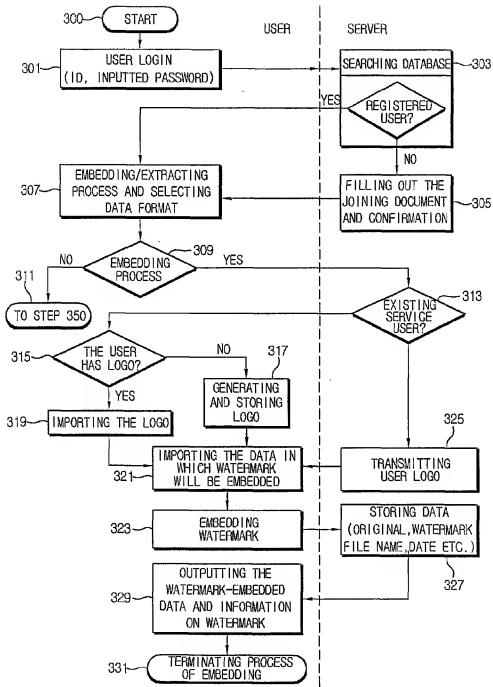 300
START
USER
SERVER
301
USER LOGIN
(ID, INPUTTED PASSWORD)
SEARCHING DATABASE
303
YES
REGISTERED
USER?
NO
307
EMBEDDING/EXTRACTING
PROCESS AND SELECTING
DATA FORMAT
FILLING OUT THE
JOINING DOCUMENT
AND CONFIRMATION
305
309
NO
EMBEDDING
PROCESS
YES
311
TO STEP 350
313
EXISTING
SERVICE
USER?
315
THE USER
HAS LOGO?
NO
317
YES
GENERATING
AND STORING
LOGO
319
IMPORTING THE LOGO
325
321
IMPORTING THE DATA IN
WHICH WATERMARK
WILL BE EMBEDDED
TRANSMITTING
USER LOGO
323
EMBEDDING
WATERMARK
STORING DATA
(ORIGINAL,WATERMARK
FILE NAME,DATE ETC.)
327
329
OUTPUTTING THE
WATERMARK-EMBEDDED
DATA AND INFORMATION
ON WATERMARK
331
TERMINATING PROCESS
OF EMBEDDING